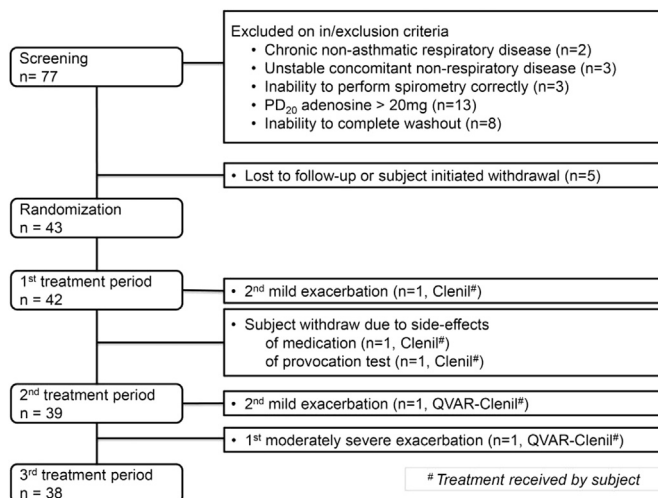 Screening
n= 77
Excluded on in/exclusion criteria
• Chronic non-asthmatic respiratory disease (n=2)
• Unstable concomitant non-respiratory disease (n=3)
• Inability to perform spirometry correctly (n=3)
• PD20 adenosine > 20mg (n=13)
• Inability to complete washout (n=8)
• Lost to follow-up or subject initiated withdrawal (n=5)
Randomization
n = 43
1st treatment period
n = 42
• 2nd mild exacerbation (n=1, Clenil#)
• Subject withdraw due to side-effects
of medication (n=1, Clenil#)
of provocation test (n=1, Clenil#)
2nd treatment period
n = 39
• 2nd mild exacerbation (n=1, QVAR-Clenil#)
• 1st moderately severe exacerbation (n=1, QVAR-Clenil#)
3rd treatment period
n = 38
# Treatment received by subject